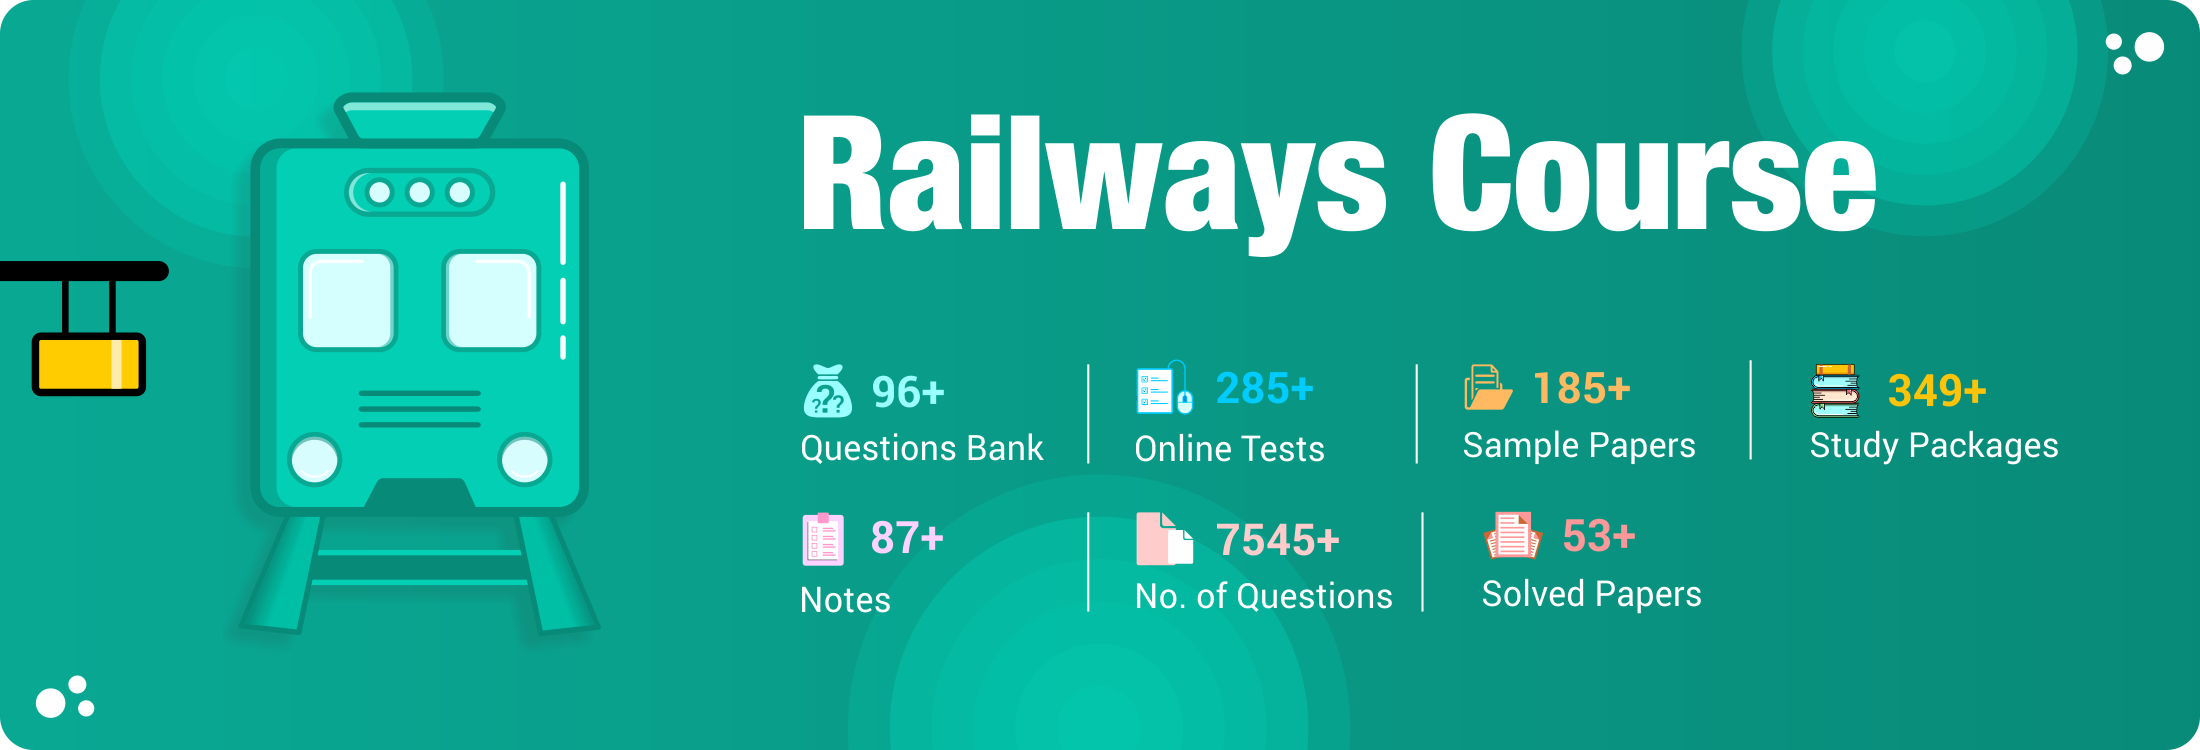 Railways Course
96+
Questions Bank
285+
Online Tests
185+
Sample Papers
349+
Study Packages
87+
Notes
7545+
No. of Questions
53+
Solved Papers